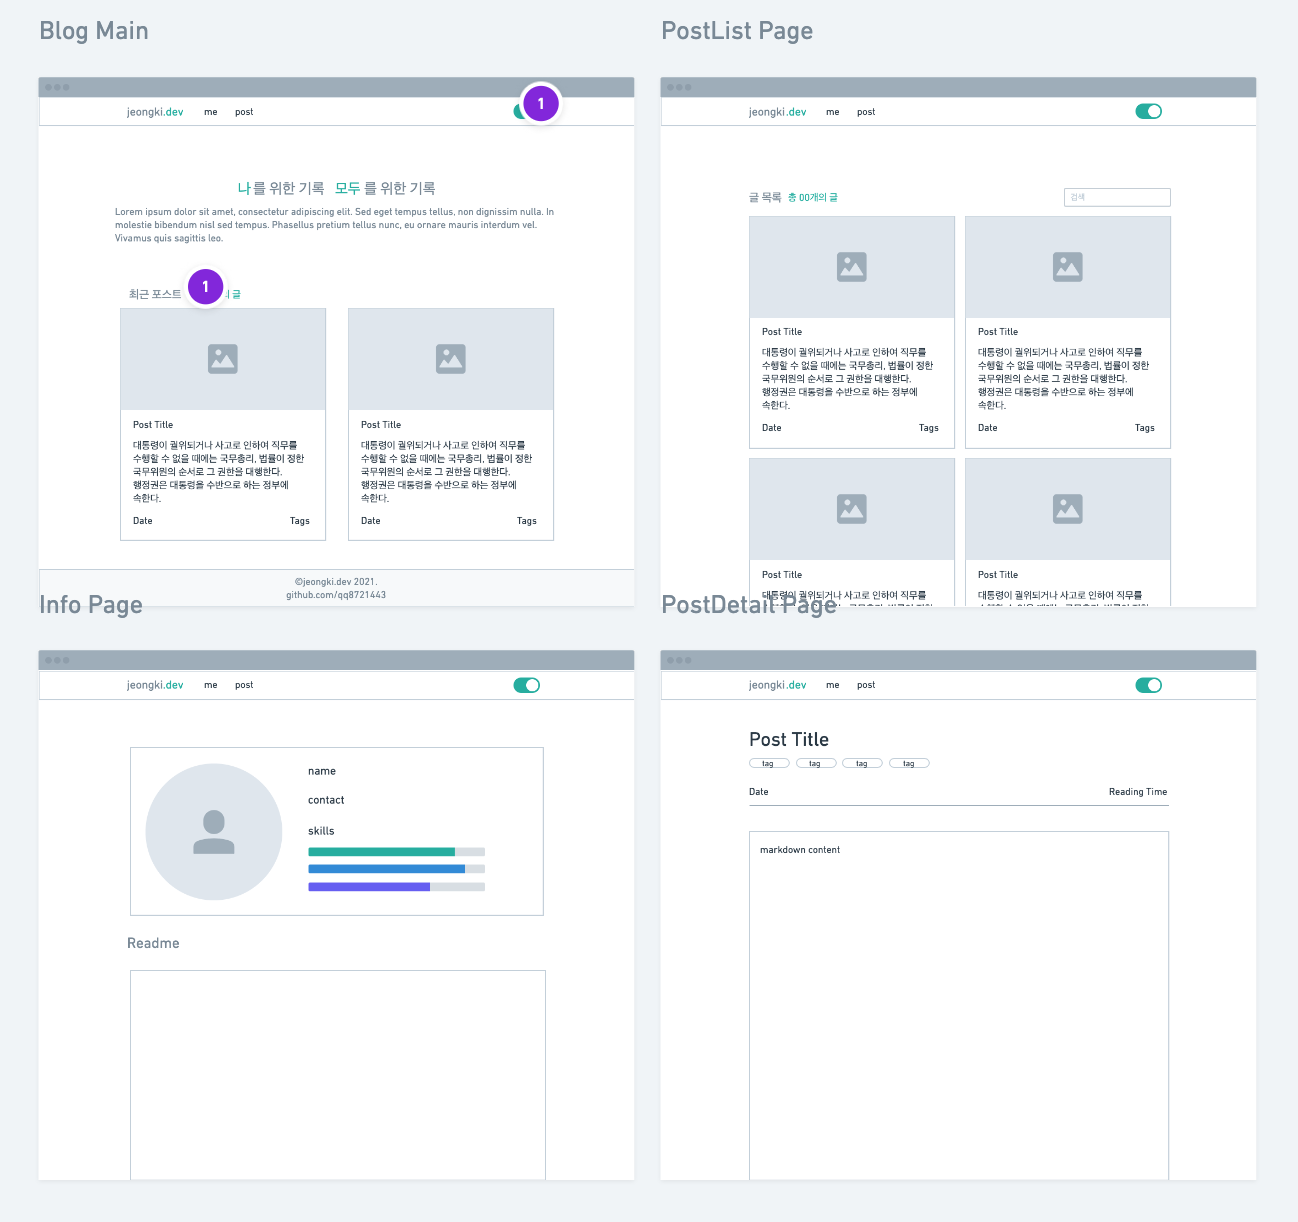 Blog Main
jeongki.dev me post
1
나를 위한 기록 모두 를 위한 기록
Lorem ipsum dolor sit amet, consectetur adipiscing elit. Sed eget tempus tellus, non dignissim nulla. In
molestie bibendum nisl sed tempus. Phasellus pretium tellus nunc, eu ornare mauris interdum vel.
Vivamus quis sagittis leo.
최근 포스트 1 의 글
Post Title
대통령이 궐위되거나 사고로 인하여 직무를
수행할 수 없을 때에는 국무총리, 법률이 정한
국무위원의 순서로 그 권한을 대행한다.
행정권은 대통령을 수반으로 하는 정부에
속한다.
Date Tags
Post Title
대통령이 궐위되거나 사고로 인하여 직무를
수행할 수 없을 때에는 국무총리, 법률이 정한
국무위원의 순서로 그 권한을 대행한다.
행정권은 대통령을 수반으로 하는 정부에
속한다.
Date Tags
©jeongki.dev 2021.
github.com/qq8721443
PostList Page
jeongki.dev me post
글 목록 총 00개의 글
검색
Post Title
대통령이 궐위되거나 사고로 인하여 직무를
수행할 수 없을 때에는 국무총리, 법률이 정한
국무위원의 순서로 그 권한을 대행한다.
행정권은 대통령을 수반으로 하는 정부에
속한다.
Date Tags
Post Title
대통령이 궐위되거나 사고로 인하여 직무를
수행할 수 없을 때에는 국무총리, 법률이 정한
국무위원의 순서로 그 권한을 대행한다.
행정권은 대통령을 수반으로 하는 정부에
속한다.
Date Tags
Post Title
대통령이 궐위되거나 사고로 인하여 직무를
Post Title
대통령이 궐위되거나 사고로 인하여 직무를
수행할 수 없을 때에는 국무총리, 법률이 정한
Info Page
jeongki.dev me post
name
contact
skills
Readme
PostDetail Page
jeongki.dev me post
Post Title
tag tag tag tag
Date Reading Time
markdown content